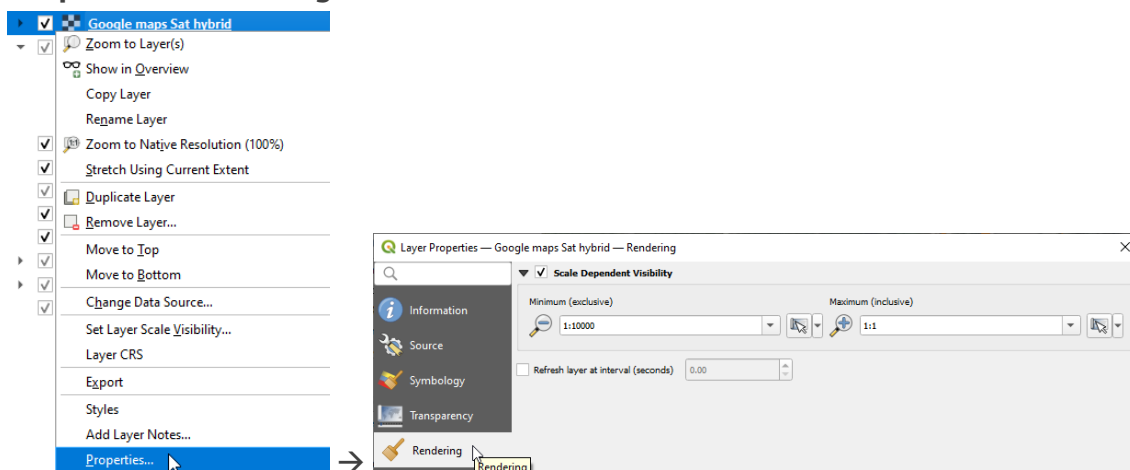 Google maps Sat hybrid
Zoom to Layer(s)
Show in Overview
Copy Layer
Rename Layer
Zoom to Native Resolution (100%)
Stretch Using Current Extent
Duplicate Layer
Remove Layer...
Move to Top
Move to Bottom
Change Data Source...
Set Layer Scale Visibility...
Layer CRS
Export
Styles
Add Layer Notes...
Properties...
→
Layer Properties — Google maps Sat hybrid — Rendering
Information
Source
Symbology
Transparency
Rendering
Rendering
Scale Dependent Visibility
Minimum (exclusive)
Maximum (inclusive)
1:10000
1:1
Refresh layer at interval (seconds)
0.00